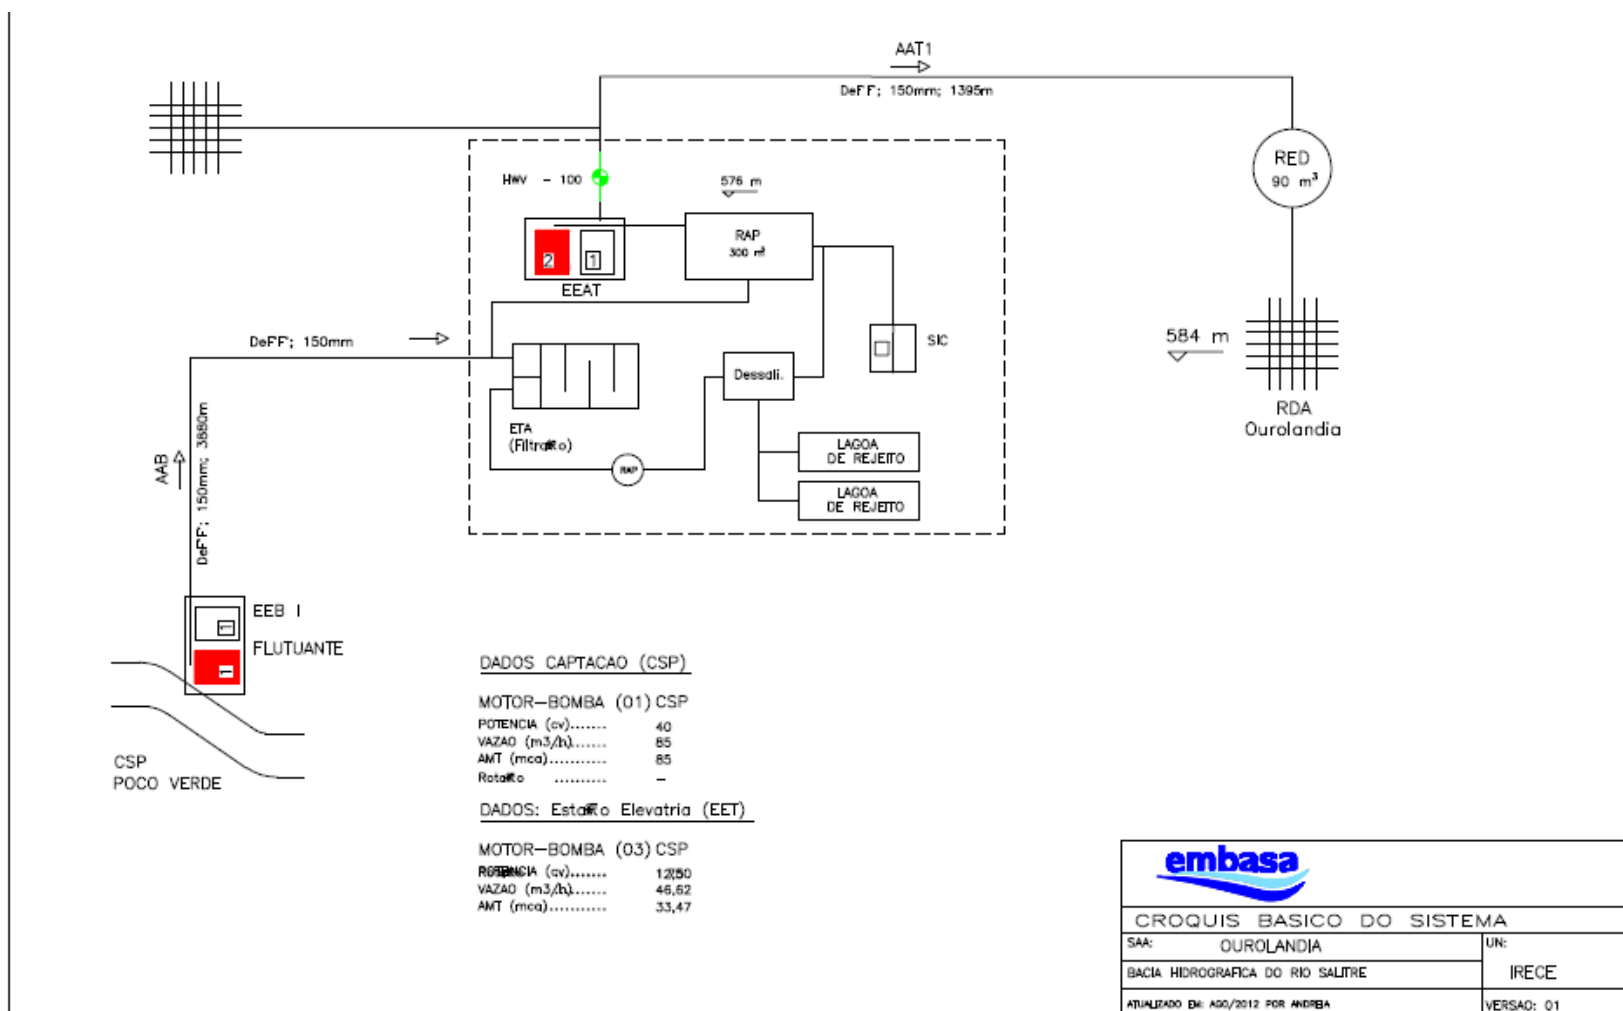 AAT1
DeFF; 150mm; 1395m
RED
90 m³
HWV - 100
576 m
RAP
300 m³
2
1
EEAT
DeFF; 150mm
SIC
584 m
Dessali.
ETA
RDA
Ourolandia
LAGOA
DE REJEITO
RAP
LAGOA
DE REJEITO
AAB
DeFF; 150mm; 3880m
EEB I
1
FLUTUANTE
1
CSP
POCO VERDE
DADOS CAPTACAO (CSP)
MOTOR-BOMBA (01) CSP
POTENCIA (cv)....... 40
VAZAO (m3/h)....... 85
AMT (mca)........... 85
.......... –
DADOS: Elevatria (EET)
MOTOR-BOMBA (03) CSP
(cv).......
VAZAO (m3/h)....... 46,62
AMT (mca)........... 33,47
embasa
CROQUIS BASICO DO SISTEMA
SAA: OUROLANDIA
UN: IRECE
BACIA HIDROGRAFICA DO RIO SALITRE
ATUALIZADO EM: AGO/2012 POR ANDREIA
VERSAO: 01